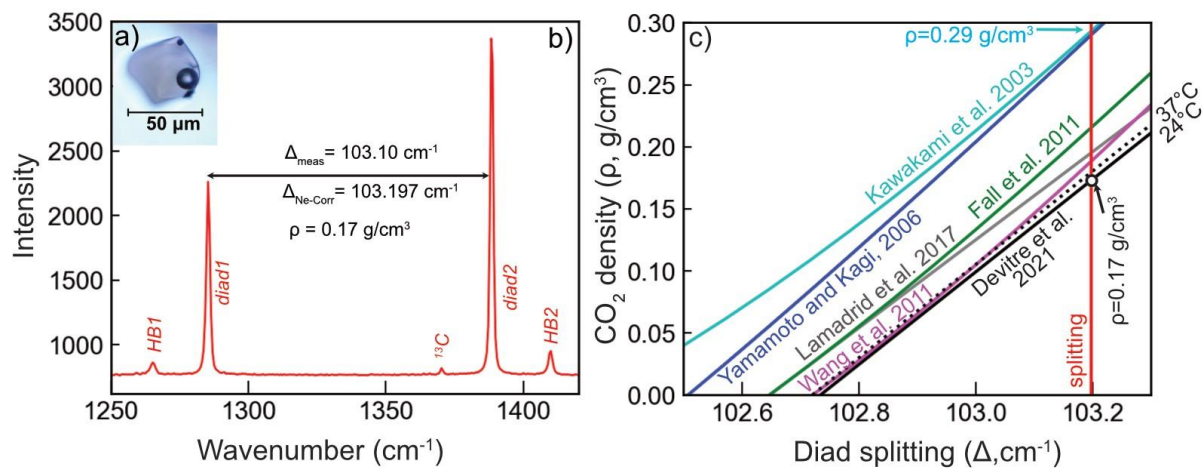 a)
50 µm
b)
Intensity
3500
3000
2500
2000
1500
1000
Δmeas= 103.10 cm⁻¹
ΔNe-Corr= 103.197 cm⁻¹
ρ = 0.17 g/cm³
HB1
diad1
¹³C
diad2
HB2
1250
1300
1350
1400
Wavenumber (cm⁻¹)
c)
CO₂ density (ρ, g/cm³)
0.30
0.25
0.20
0.15
0.10
0.05
0.00
ρ=0.29 g/cm³
Kawakami et al. 2003
Yamamoto and Kagi, 2006
Lamadrid et al. 2017
Fall et al. 2011
Wang et al. 2011
Devitre et al.
2021
ρ=0.17 g/cm³
splitting
37°C
24°C
102.6
102.8
103.0
103.2
Diad splitting (Δ,cm⁻¹)